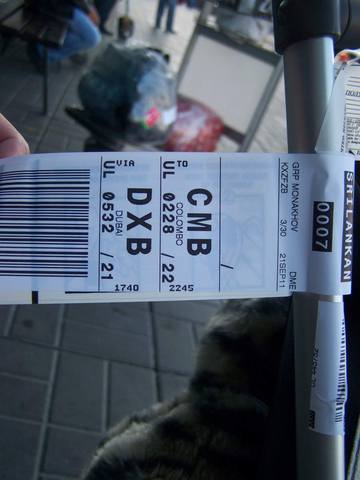 SRILANKAN
0007
GRP MONAKHOV DME
KXZFZB 3/30 21SEP11
/
TO CMB
COLOMBO
UL 0228 /22 2245
VIA DXB
DUBAI
UL 0532 /21 1740